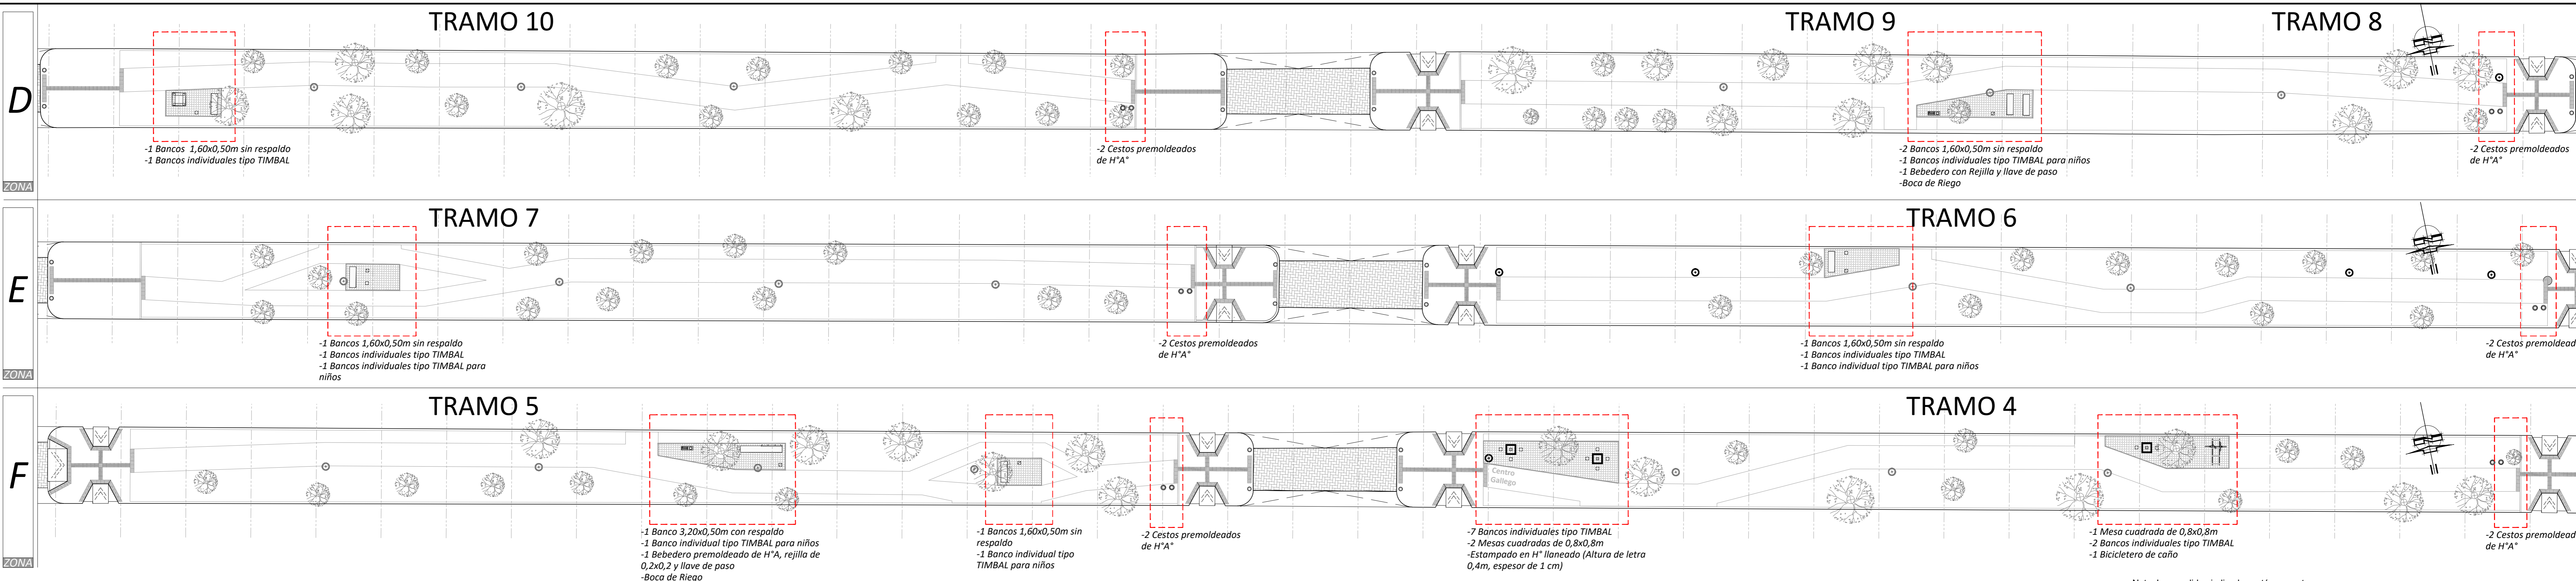 TRAMO 10
TRAMO 9
TRAMO 8
D
ZONA
-1 Bancos 1,60x0,50m sin respaldo
-1 Bancos individuales tipo TIMBAL
-2 Cestos premoldeados
de H°A°
-2 Bancos 1,60x0,50m sin respaldo
-1 Bancos individuales tipo TIMBAL para niños
-1 Bebedero con Rejilla y llave de paso
-Boca de Riego
-2 Cestos premoldeados
de H°A°
TRAMO 7
TRAMO 6
E
ZONA
-1 Bancos 1,60x0,50m sin respaldo
-1 Bancos individuales tipo TIMBAL
-1 Bancos individuales tipo TIMBAL para
niños
-2 Cestos premoldeados
de H°A°
-1 Bancos 1,60x0,50m sin respaldo
-1 Bancos individuales tipo TIMBAL
-1 Banco individual tipo TIMBAL para niños
-2 Cestos premoldead
de H°A°
TRAMO 5
TRAMO 4
F
ZONA
Centro
Gallego
-1 Banco 3,20x0,50m con respaldo
-1 Banco individual tipo TIMBAL para niños
-1 Bebedero premoldeado de H°A, rejilla de
0,2x0,2 y llave de paso
-Boca de Riego
-1 Bancos 1,60x0,50m sin
respaldo
-1 Banco individual tipo
TIMBAL para niños
-2 Cestos premoldeados
de H°A°
-7 Bancos individuales tipo TIMBAL
-2 Mesas cuadradas de 0,8x0,8m
-Estampado en H° llaneado (Altura de letra
0,4m, espesor de 1 cm)
-1 Mesa cuadrada de 0,8x0,8m
-2 Bancos individuales tipo TIMBAL
-1 Bicicletero de caño
-2 Cestos premoldead
de H°A°